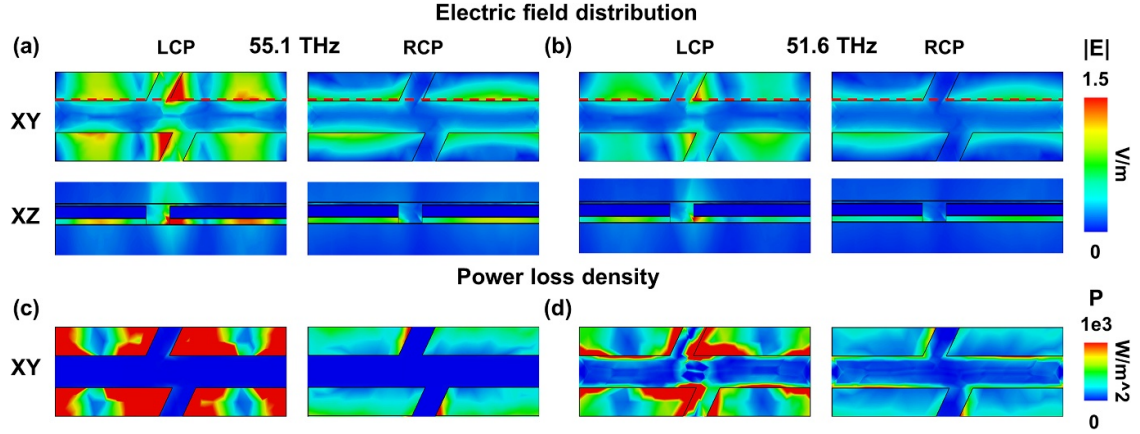 Electric field distribution
(a) LCP 55.1 THz RCP (b) LCP 51.6 THz RCP |E|
1.5
XY
V/m
XZ
0
Power loss density
(c) (d) P
1e3
XY
W/m^2
0